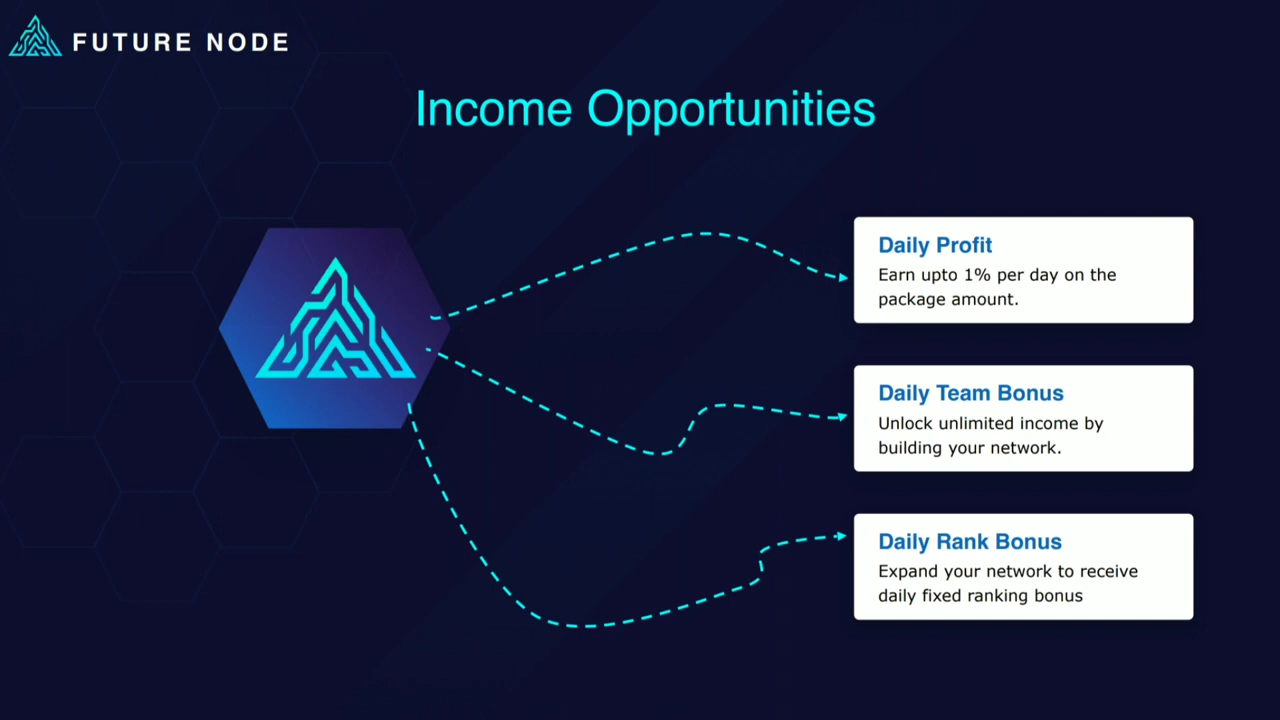 FUTURE NODE
Income Opportunities
Daily Profit
Earn upto 1% per day on the
package amount.
Daily Team Bonus
Unlock unlimited income by
building your network.
Daily Rank Bonus
Expand your network to receive
daily fixed ranking bonus